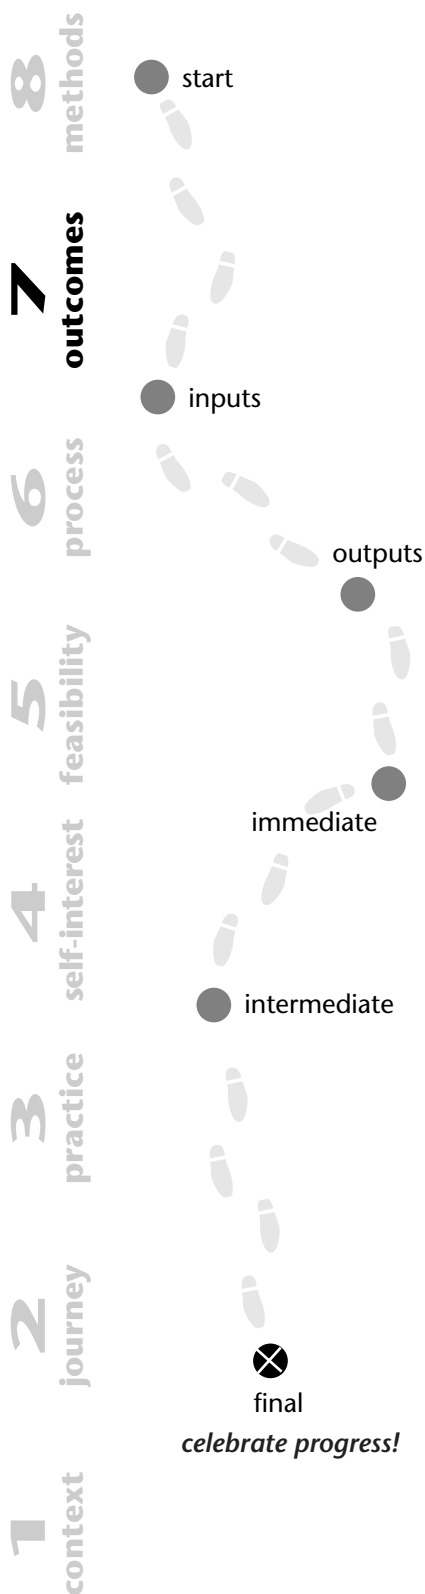 8
methods
7
outcomes
6
process
5
feasibility
4
self-interest
3
practice
2
journey
1
context
start
inputs
outputs
immediate
intermediate
final
celebrate progress!